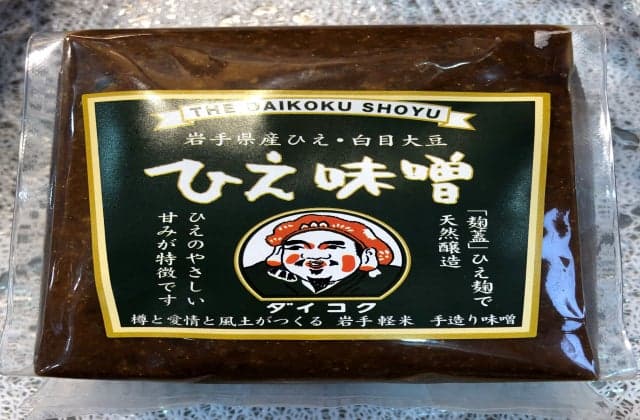 THE DAIKOKU SHOYU
岩手県産ひえ・白目大豆
ひえ味噌
「麹蓋」ひえ麹で
天然醸造
ひえのやさしい
甘みが特徴です
ダイコク
樽と愛情と風土がつくる 岩手軽米 手造り味噌